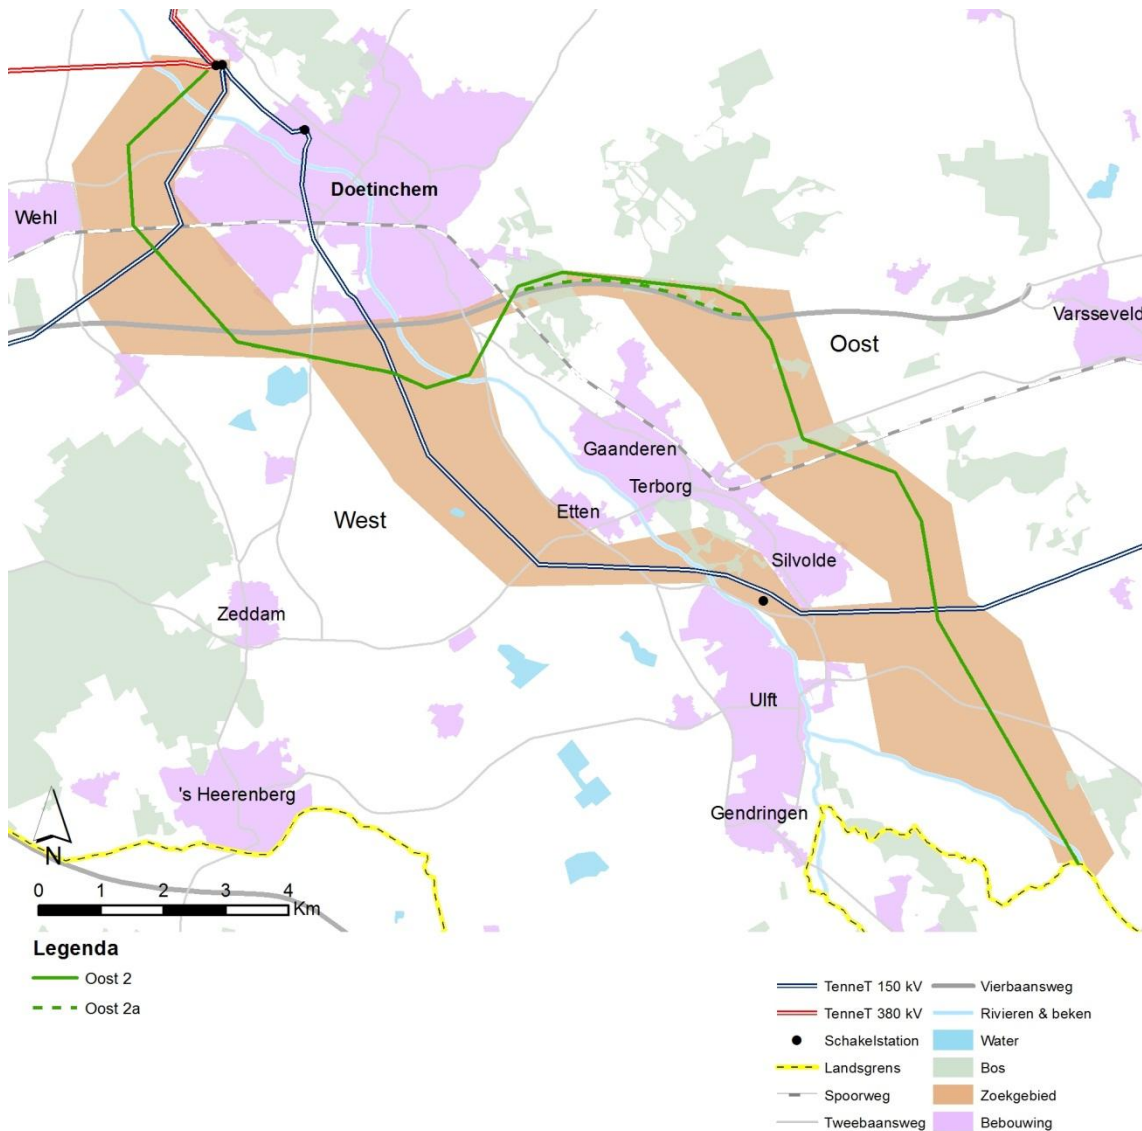 Doetinchem
Wehl
Varsseveld
Oost
Gaanderen
Terborg
Etten
West
Silvolde
Zeddam
Ulft
's Heerenberg
Gendringen
N
0 1 2 3 4
Km
Legenda
Oost 2
Oost 2a
TenneT 150 kV
TenneT 380 kV
Schakelstation
Landsgrens
Spoorweg
Tweebaansweg
Vierbaansweg
Rivieren & beken
Water
Bos
Zoekgebied
Bebouwing